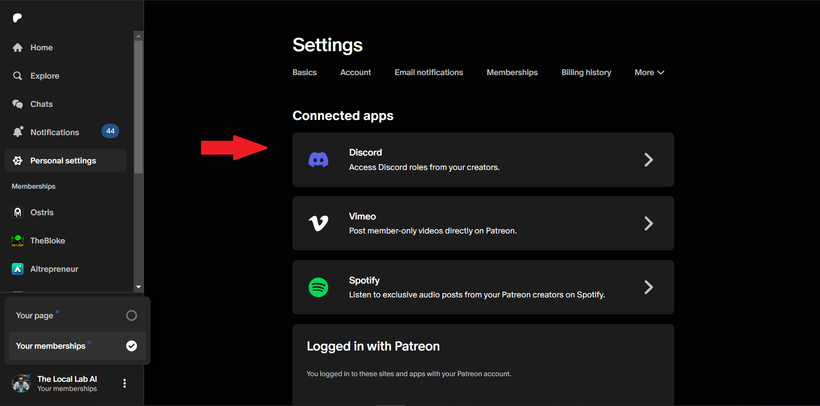 Home
Explore
Chats
Notifications 44
Personal settings
Memberships
Ostris
TheBloke
AItrepreneur
Your page
Your memberships
The Local Lab AI
Your memberships
Settings
Basics Account Email notifications Memberships Billing history More
Connected apps
Discord
Access Discord roles from your creators.
Vimeo
Post member-only videos directly on Patreon.
Spotify
Listen to exclusive audio posts from your Patreon creators on Spotify.
Logged in with Patreon
You logged in to these sites and apps with your Patreon account.